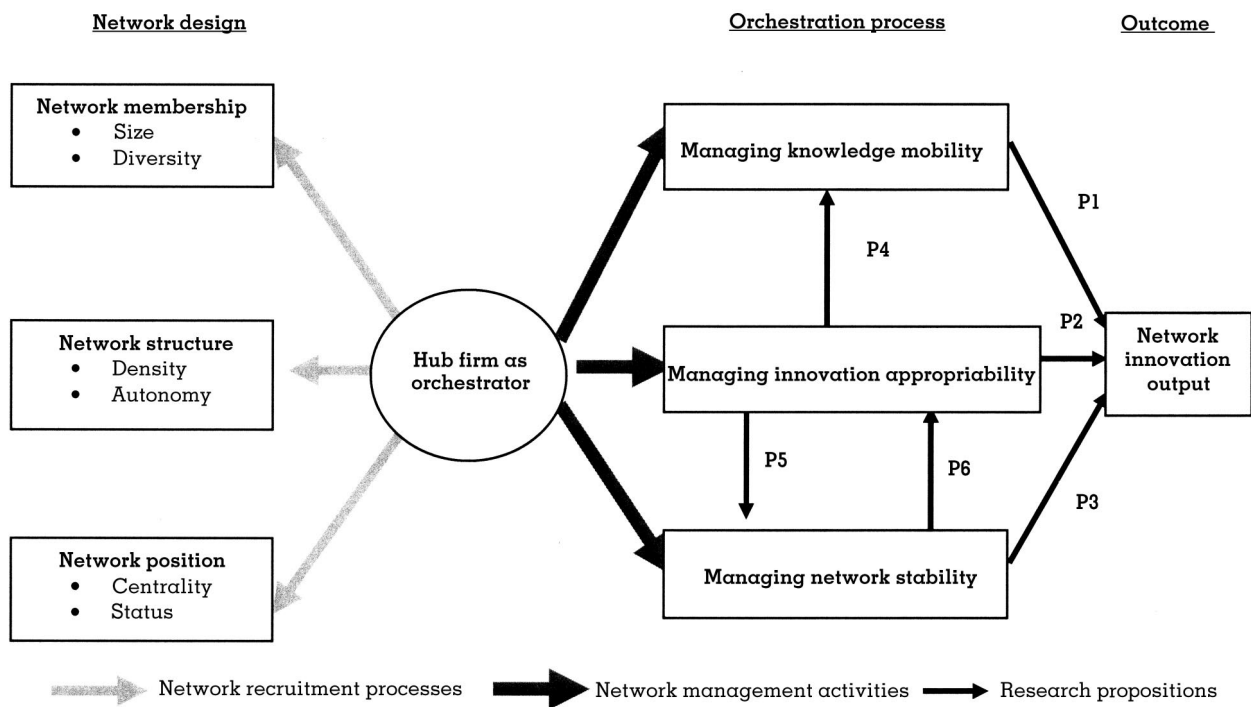 Network design
Orchestration process
Outcome
Network membership
• Size
• Diversity
Managing knowledge mobility
P1
P4
Network structure
• Density
• Autonomy
Hub firm as
orchestrator
Managing innovation appropriability
P2
Network
innovation
output
P5
P6
P3
Network position
• Centrality
• Status
Managing network stability
Network recruitment processes
Network management activities
Research propositions